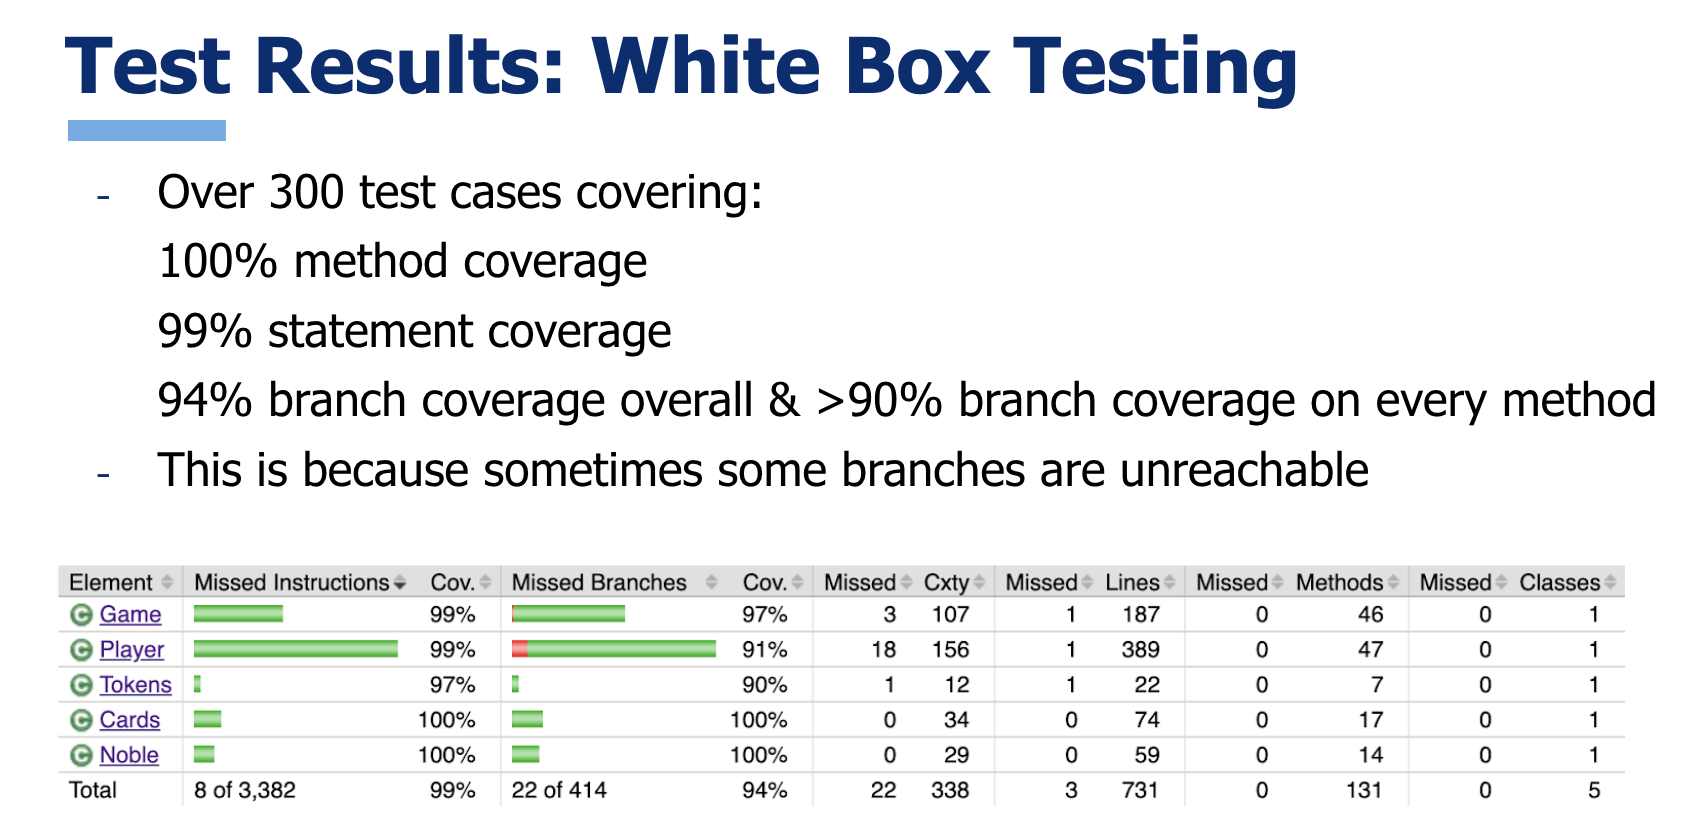 Test Results: White Box Testing
- Over 300 test cases covering:
100% method coverage
99% statement coverage
94% branch coverage overall & >90% branch coverage on every method
- This is because sometimes some branches are unreachable
Element Missed Instructions Cov. Missed Branches Cov. Missed Cxty Missed Lines Missed Methods Missed Classes
C Game 99% 97% 3 107 1 187 0 46 0 1
C Player 99% 91% 18 156 1 389 0 47 0 1
C Tokens 97% 90% 1 12 1 22 0 7 0 1
C Cards 100% 100% 0 34 0 74 0 17 0 1
C Noble 100% 100% 0 29 0 59 0 14 0 1
Total 8 of 3,382 99% 22 of 414 94% 22 338 3 731 0 131 0 5